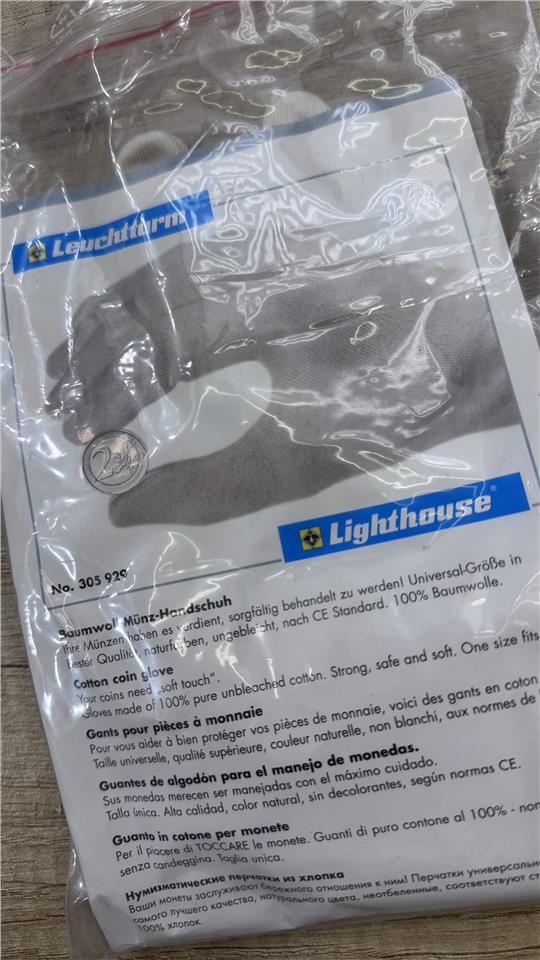 Leuchtturm
2
Lighthouse®
No. 305 929
Baumwoll Münz-Handschuh
Ihre Münzen haben es verdient, sorgfältig behandelt zu werden! Universal-Größe in
Bester Qualität, naturfarben, ungebleicht, nach CE Standard. 100% Baumwolle.
Cotton coin glove
Your coins need „soft touch".
Gloves made of 100% pure unbleached cotton. Strong, safe and soft. One size fits
Gants pour pièces à monnaie
Pour vous aider à bien protéger vos pièces de monnaie, voici des gants en coton
Taille universelle, qualité supérieure, couleur naturelle, non blanchi, aux normes de
Guantes de algodón para el manejo de monedas.
Sus monedas merecen ser manejadas con el máximo cuidado.
Talla única. Alta calidad, color natural, sin decolorantes, según normas CE.
Guanto in cotone per monete
Per il piacere di TOCCARE le monete. Guanti di puro contone al 100% - non
senza candeggina. Taglia unica.
Нумизматические перчатки из хлопка
Ваши монеты заслуживают бережного отношения к ним! Перчатки универсальн
самого лучшего качества, натурального цвета, неотбеленные, соответствуют ст
100% хлопок.